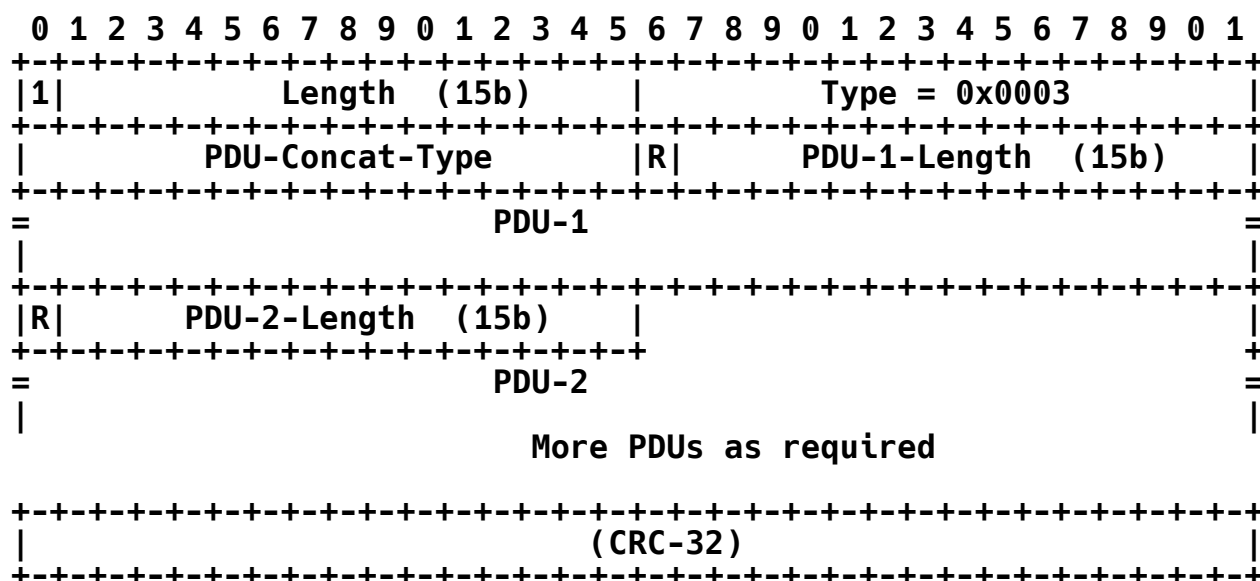 0 1 2 3 4 5 6 7 8 9 0 1 2 3 4 5 6 7 8 9 0 1 2 3 4 5 6 7 8 9 0 1
+-+-+-+-+-+-+-+-+-+-+-+-+-+-+-+-+-+-+-+-+-+-+-+-+-+-+-+-+-+-+-+-+
|1|           Length  (15b)     |         Type = 0x0003         |
+-+-+-+-+-+-+-+-+-+-+-+-+-+-+-+-+-+-+-+-+-+-+-+-+-+-+-+-+-+-+-+-+
|         PDU-Concat-Type       |R|      PDU-1-Length  (15b)    |
+-+-+-+-+-+-+-+-+-+-+-+-+-+-+-+-+-+-+-+-+-+-+-+-+-+-+-+-+-+-+-+-+
=                        PDU-1                                  =
|                                                               |
+-+-+-+-+-+-+-+-+-+-+-+-+-+-+-+-+-+-+-+-+-+-+-+-+-+-+-+-+-+-+-+-+
|R|      PDU-2-Length  (15b)    |                               |
+-+-+-+-+-+-+-+-+-+-+-+-+-+-+-+-+                               +
=                        PDU-2                                  =
|                                                               |
                           More PDUs as required
+-+-+-+-+-+-+-+-+-+-+-+-+-+-+-+-+-+-+-+-+-+-+-+-+-+-+-+-+-+-+-+-+
|                             (CRC-32)                          |
+-+-+-+-+-+-+-+-+-+-+-+-+-+-+-+-+-+-+-+-+-+-+-+-+-+-+-+-+-+-+-+-+